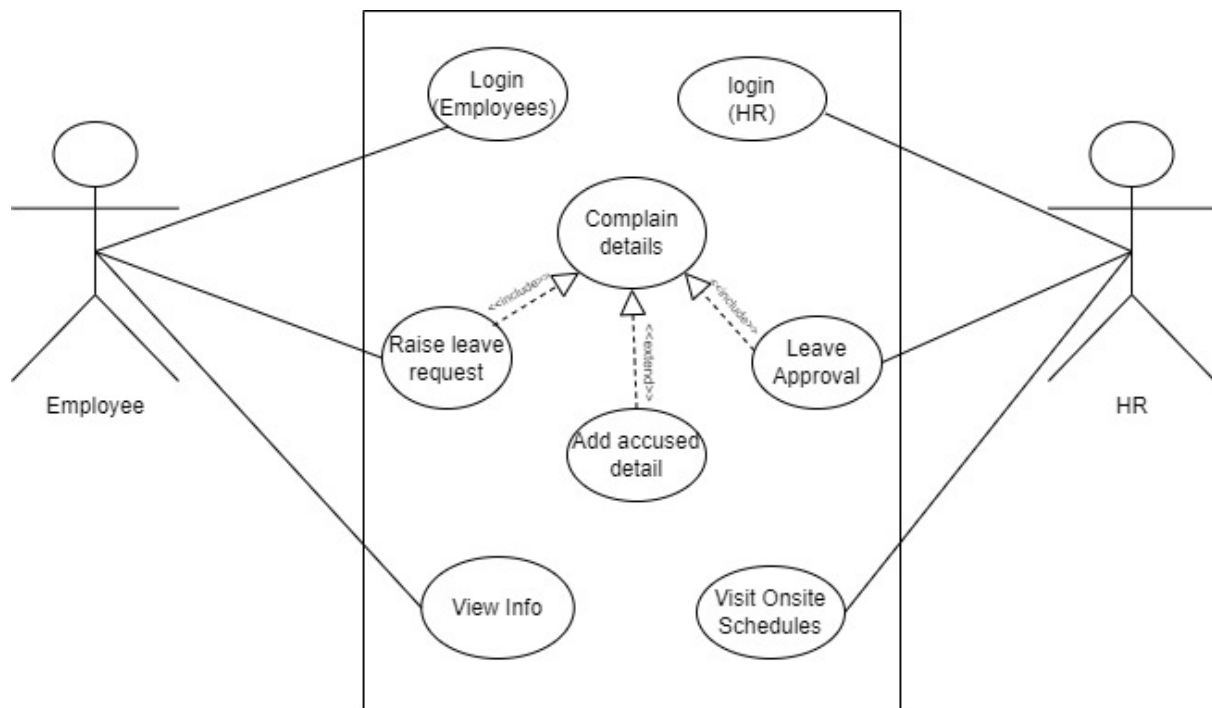 Login
(Employees)
login
(HR)
Complain
details
<<include>>
<<include>>
Raise leave
request
<<extend>>
Leave
Approval
Employee
HR
Add accused
detail
View Info
Visit Onsite
Schedules